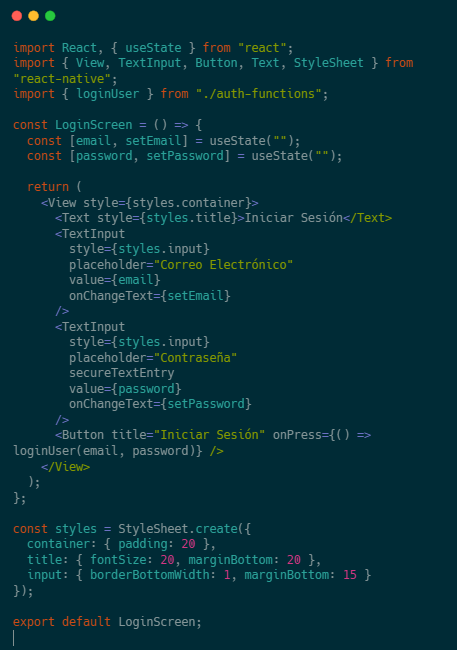 import React, { useState } from "react";
import { View, TextInput, Button, Text, StyleSheet } from
"react-native";
import { loginUser } from "./auth-functions";

const LoginScreen = () => {
  const [email, setEmail] = useState("");
  const [password, setPassword] = useState("");

  return (
    <View style={styles.container}>
      <Text style={styles.title}>Iniciar Sesión</Text>
      <TextInput
        style={styles.input}
        placeholder="Correo Electrónico"
        value={email}
        onChangeText={setEmail}
      />
      <TextInput
        style={styles.input}
        placeholder="Contraseña"
        secureTextEntry
        value={password}
        onChangeText={setPassword}
      />
      <Button title="Iniciar Sesión" onPress={() =>
loginUser(email, password)} />
    </View>
  );
};

const styles = StyleSheet.create({
  container: { padding: 20 },
  title: { fontSize: 20, marginBottom: 20 },
  input: { borderBottomWidth: 1, marginBottom: 15 }
});

export default LoginScreen;